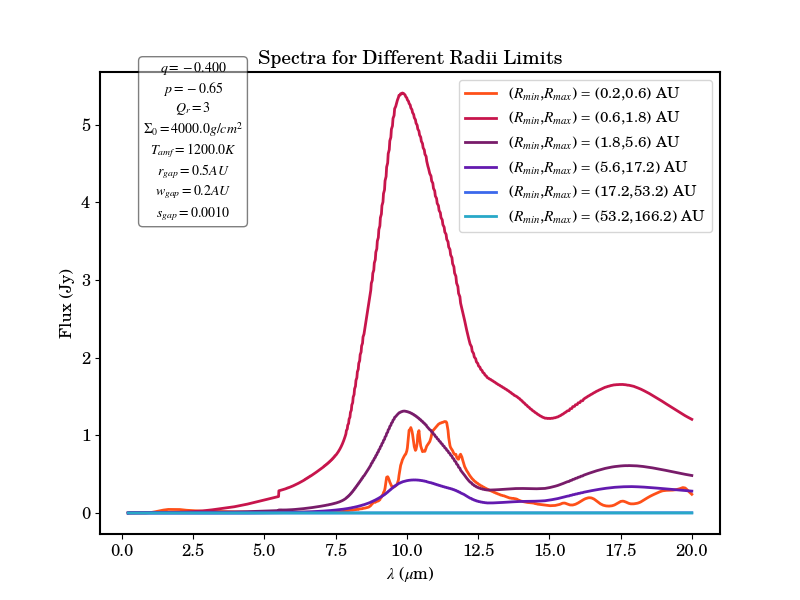 Spectra for Different Radii Limits
q = −0.400
p = −0.65
Q_r = 3
Σ_0 = 4000.0g/cm^2
T_amf = 1200.0K
r_gap = 0.5AU
w_gap = 0.2AU
s_gap = 0.0010
(R_min,R_max) = (0.2,0.6) AU
(R_min,R_max) = (0.6,1.8) AU
(R_min,R_max) = (1.8,5.6) AU
(R_min,R_max) = (5.6,17.2) AU
(R_min,R_max) = (17.2,53.2) AU
(R_min,R_max) = (53.2,166.2) AU
Flux (Jy)
5
4
3
2
1
0
0.0 2.5 5.0 7.5 10.0 12.5 15.0 17.5 20.0
λ (μm)